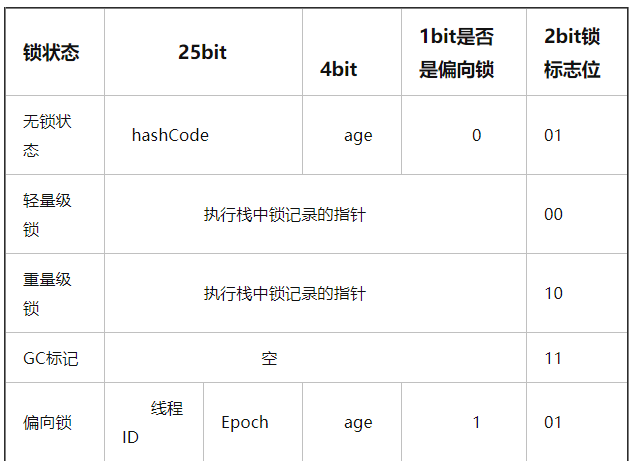 锁状态 25bit 4bit 1bit是否是偏向锁 2bit锁标志位
无锁状态 hashCode age 0 01
轻量级锁 执行栈中锁记录的指针 00
重量级锁 执行栈中锁记录的指针 10
GC标记 空 11
偏向锁 线程ID Epoch age 1 01